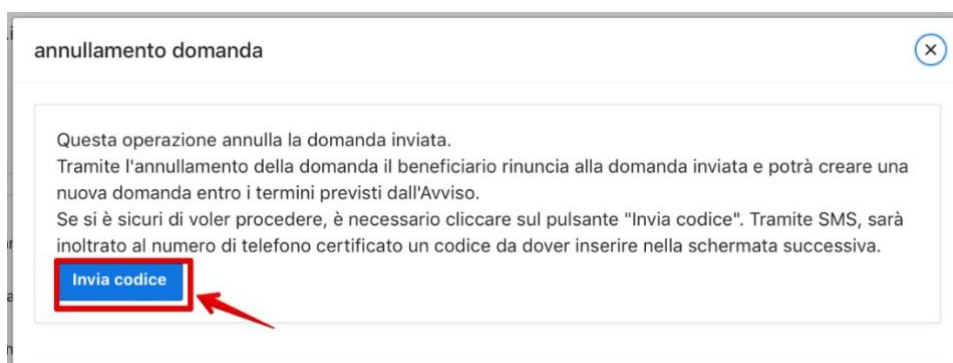 annullamento domanda
Questa operazione annulla la domanda inviata.
Tramite l'annullamento della domanda il beneficiario rinuncia alla domanda inviata e potrà creare una
nuova domanda entro i termini previsti dall'Avviso.
Se si è sicuri di voler procedere, è necessario cliccare sul pulsante "Invia codice". Tramite SMS, sarà
inoltrato al numero di telefono certificato un codice da dover inserire nella schermata successiva.
Invia codice